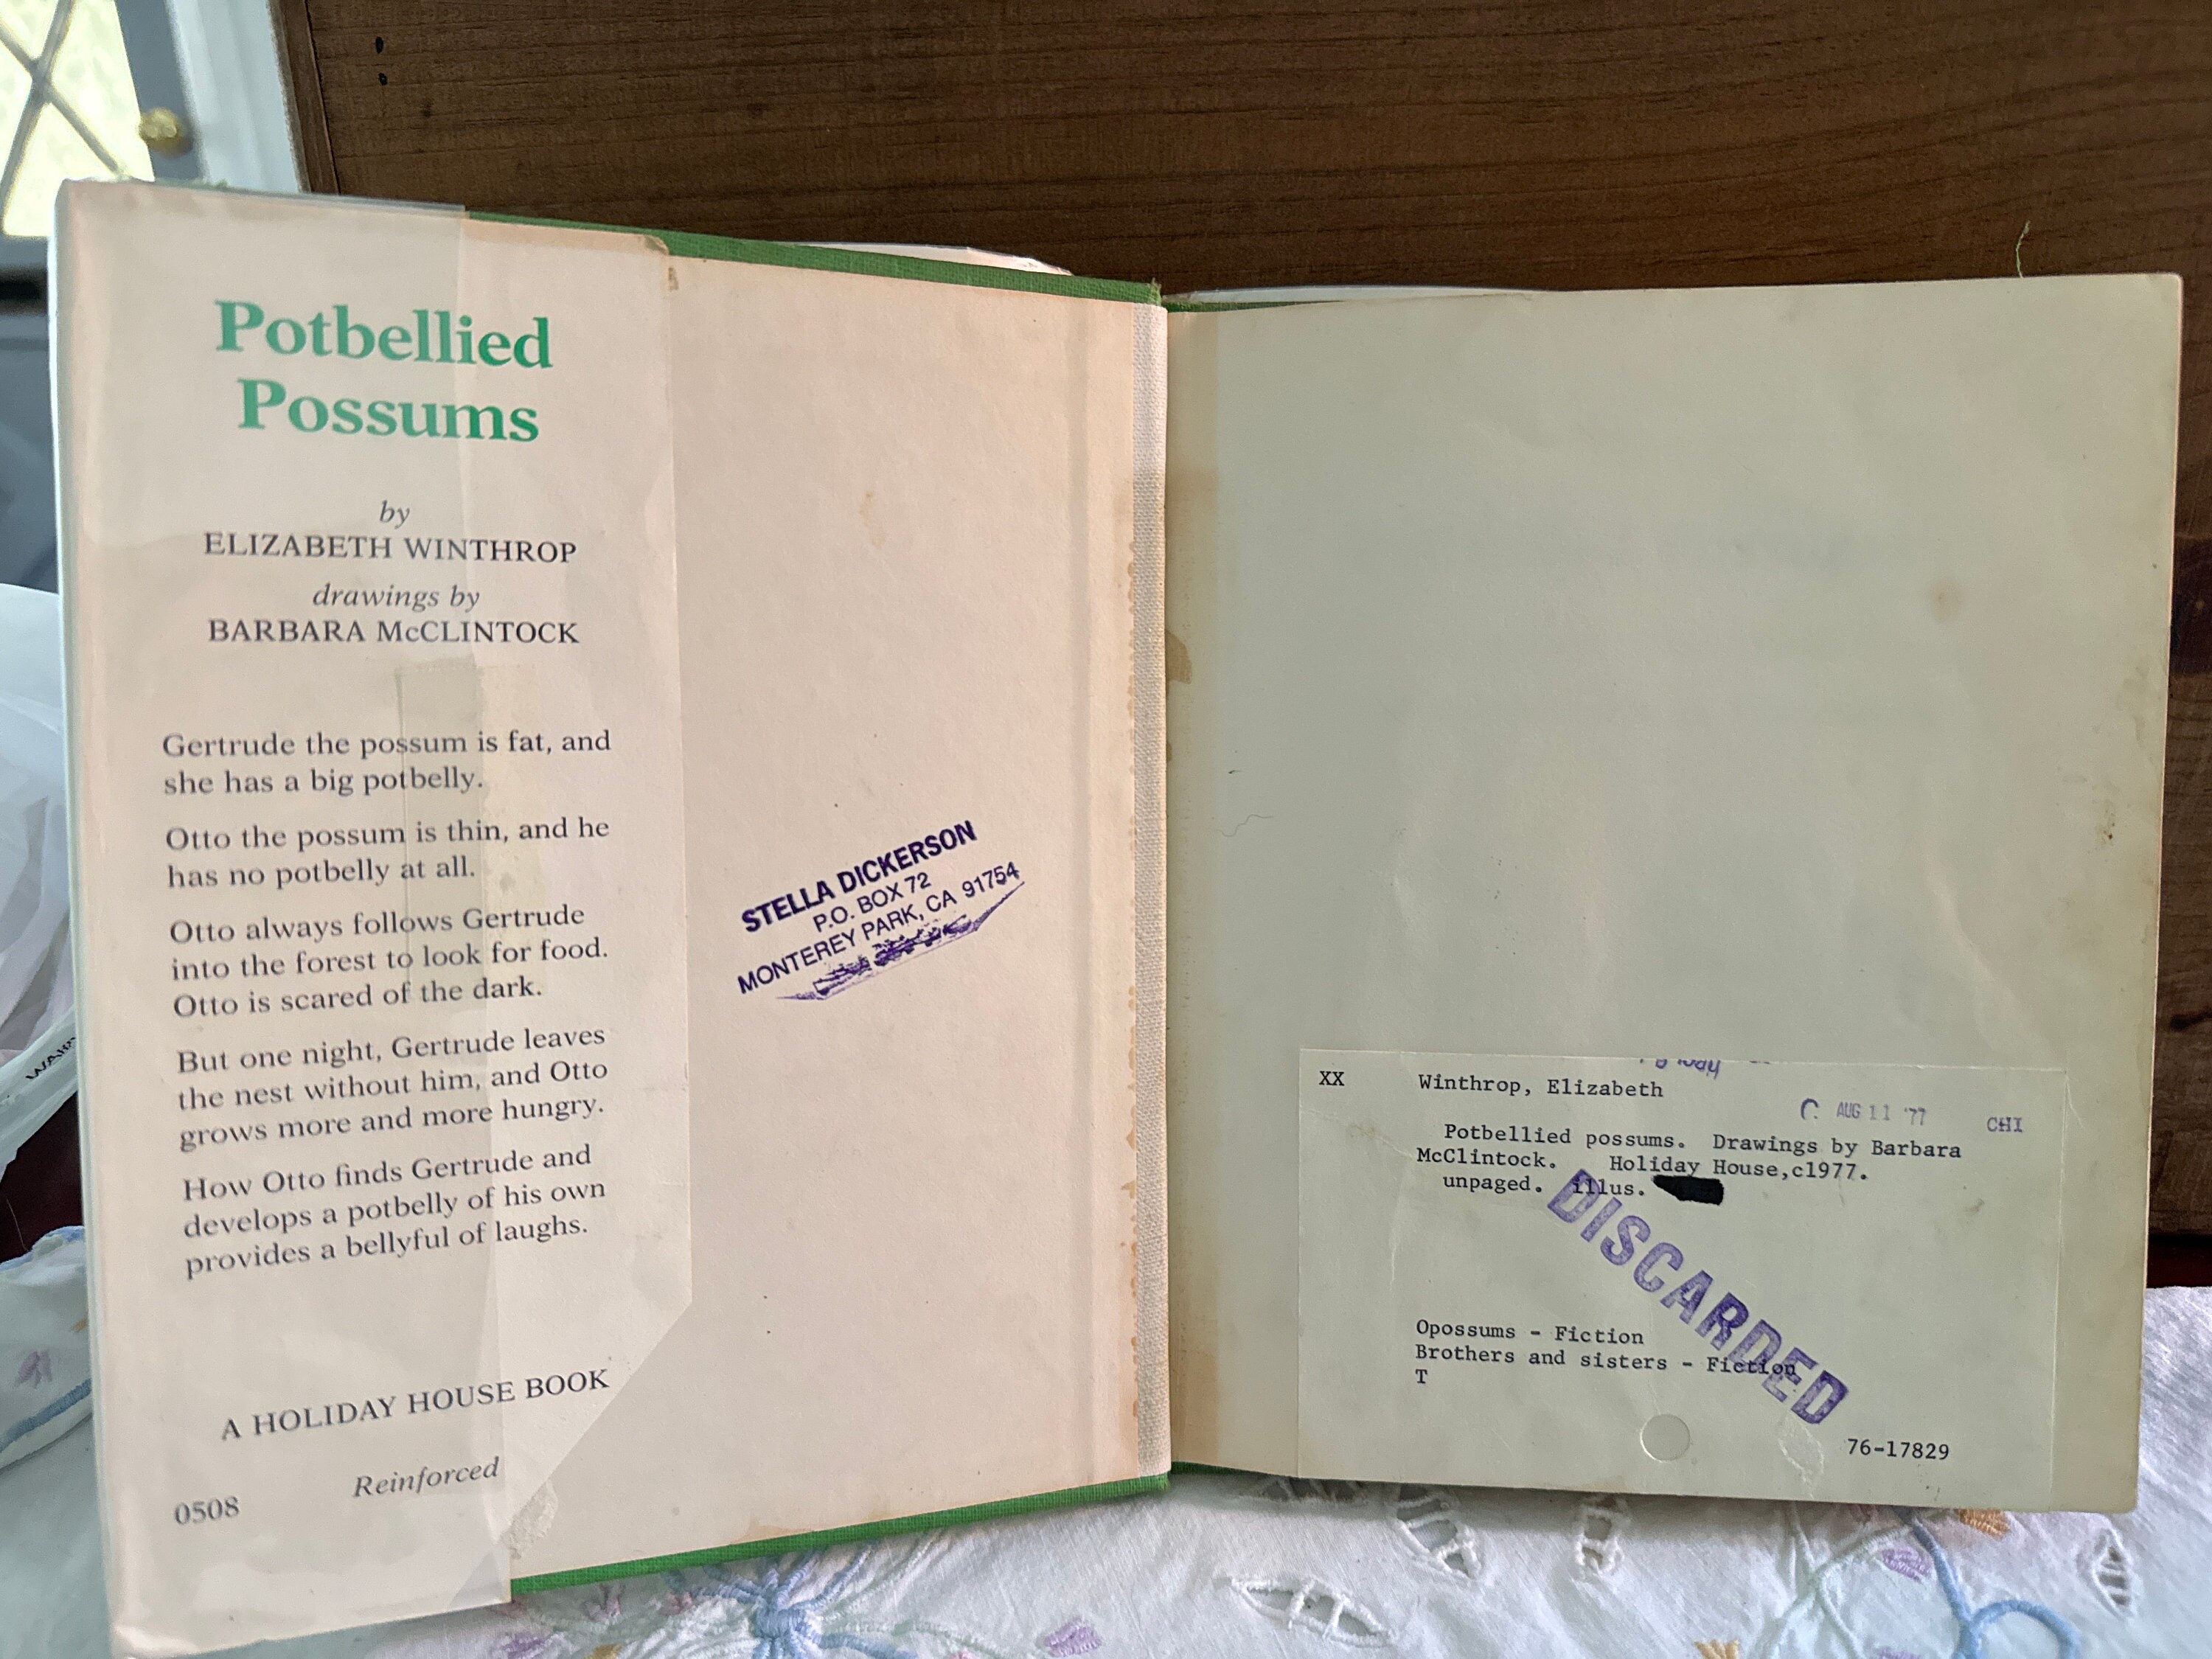 Potbellied
Possums
by
ELIZABETH WINTHROP
drawings by
BARBARA McCLINTOCK
Gertrude the possum is fat, and
she has a big potbelly.
Otto the possum is thin, and he
has no potbelly at all.
Otto always follows Gertrude
into the forest to look for food.
Otto is scared of the dark.
But one night, Gertrude leaves
the nest without him, and Otto
grows more and more hungry.
How Otto finds Gertrude and
develops a potbelly of his own
provides a bellyful of laughs.
A HOLIDAY HOUSE BOOK
Reinforced
0508
STELLA DICKERSON
P.O. BOX 72
MONTEREY PARK, CA 91754
XX Winthrop, Elizabeth
AUG 11 '77 CHI
Potbellied possums. Drawings by Barbara
McClintock. Holiday House,c1977.
unpaged. illus.
DISCARDED
Opossums - Fiction
Brothers and sisters - Fiction
T
76-17829